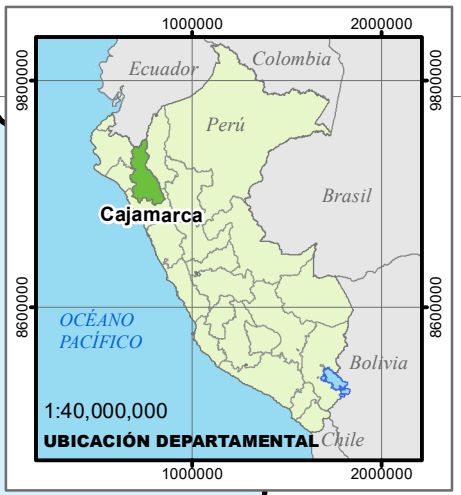 1000000 2000000
9800000 9800000
Ecuador
Colombia
Perú
Brasil
Cajamarca
8600000 8600000
OCÉANO
PACÍFICO
Bolivia
1:40,000,000
UBICACIÓN DEPARTAMENTAL
Chile
1000000 2000000